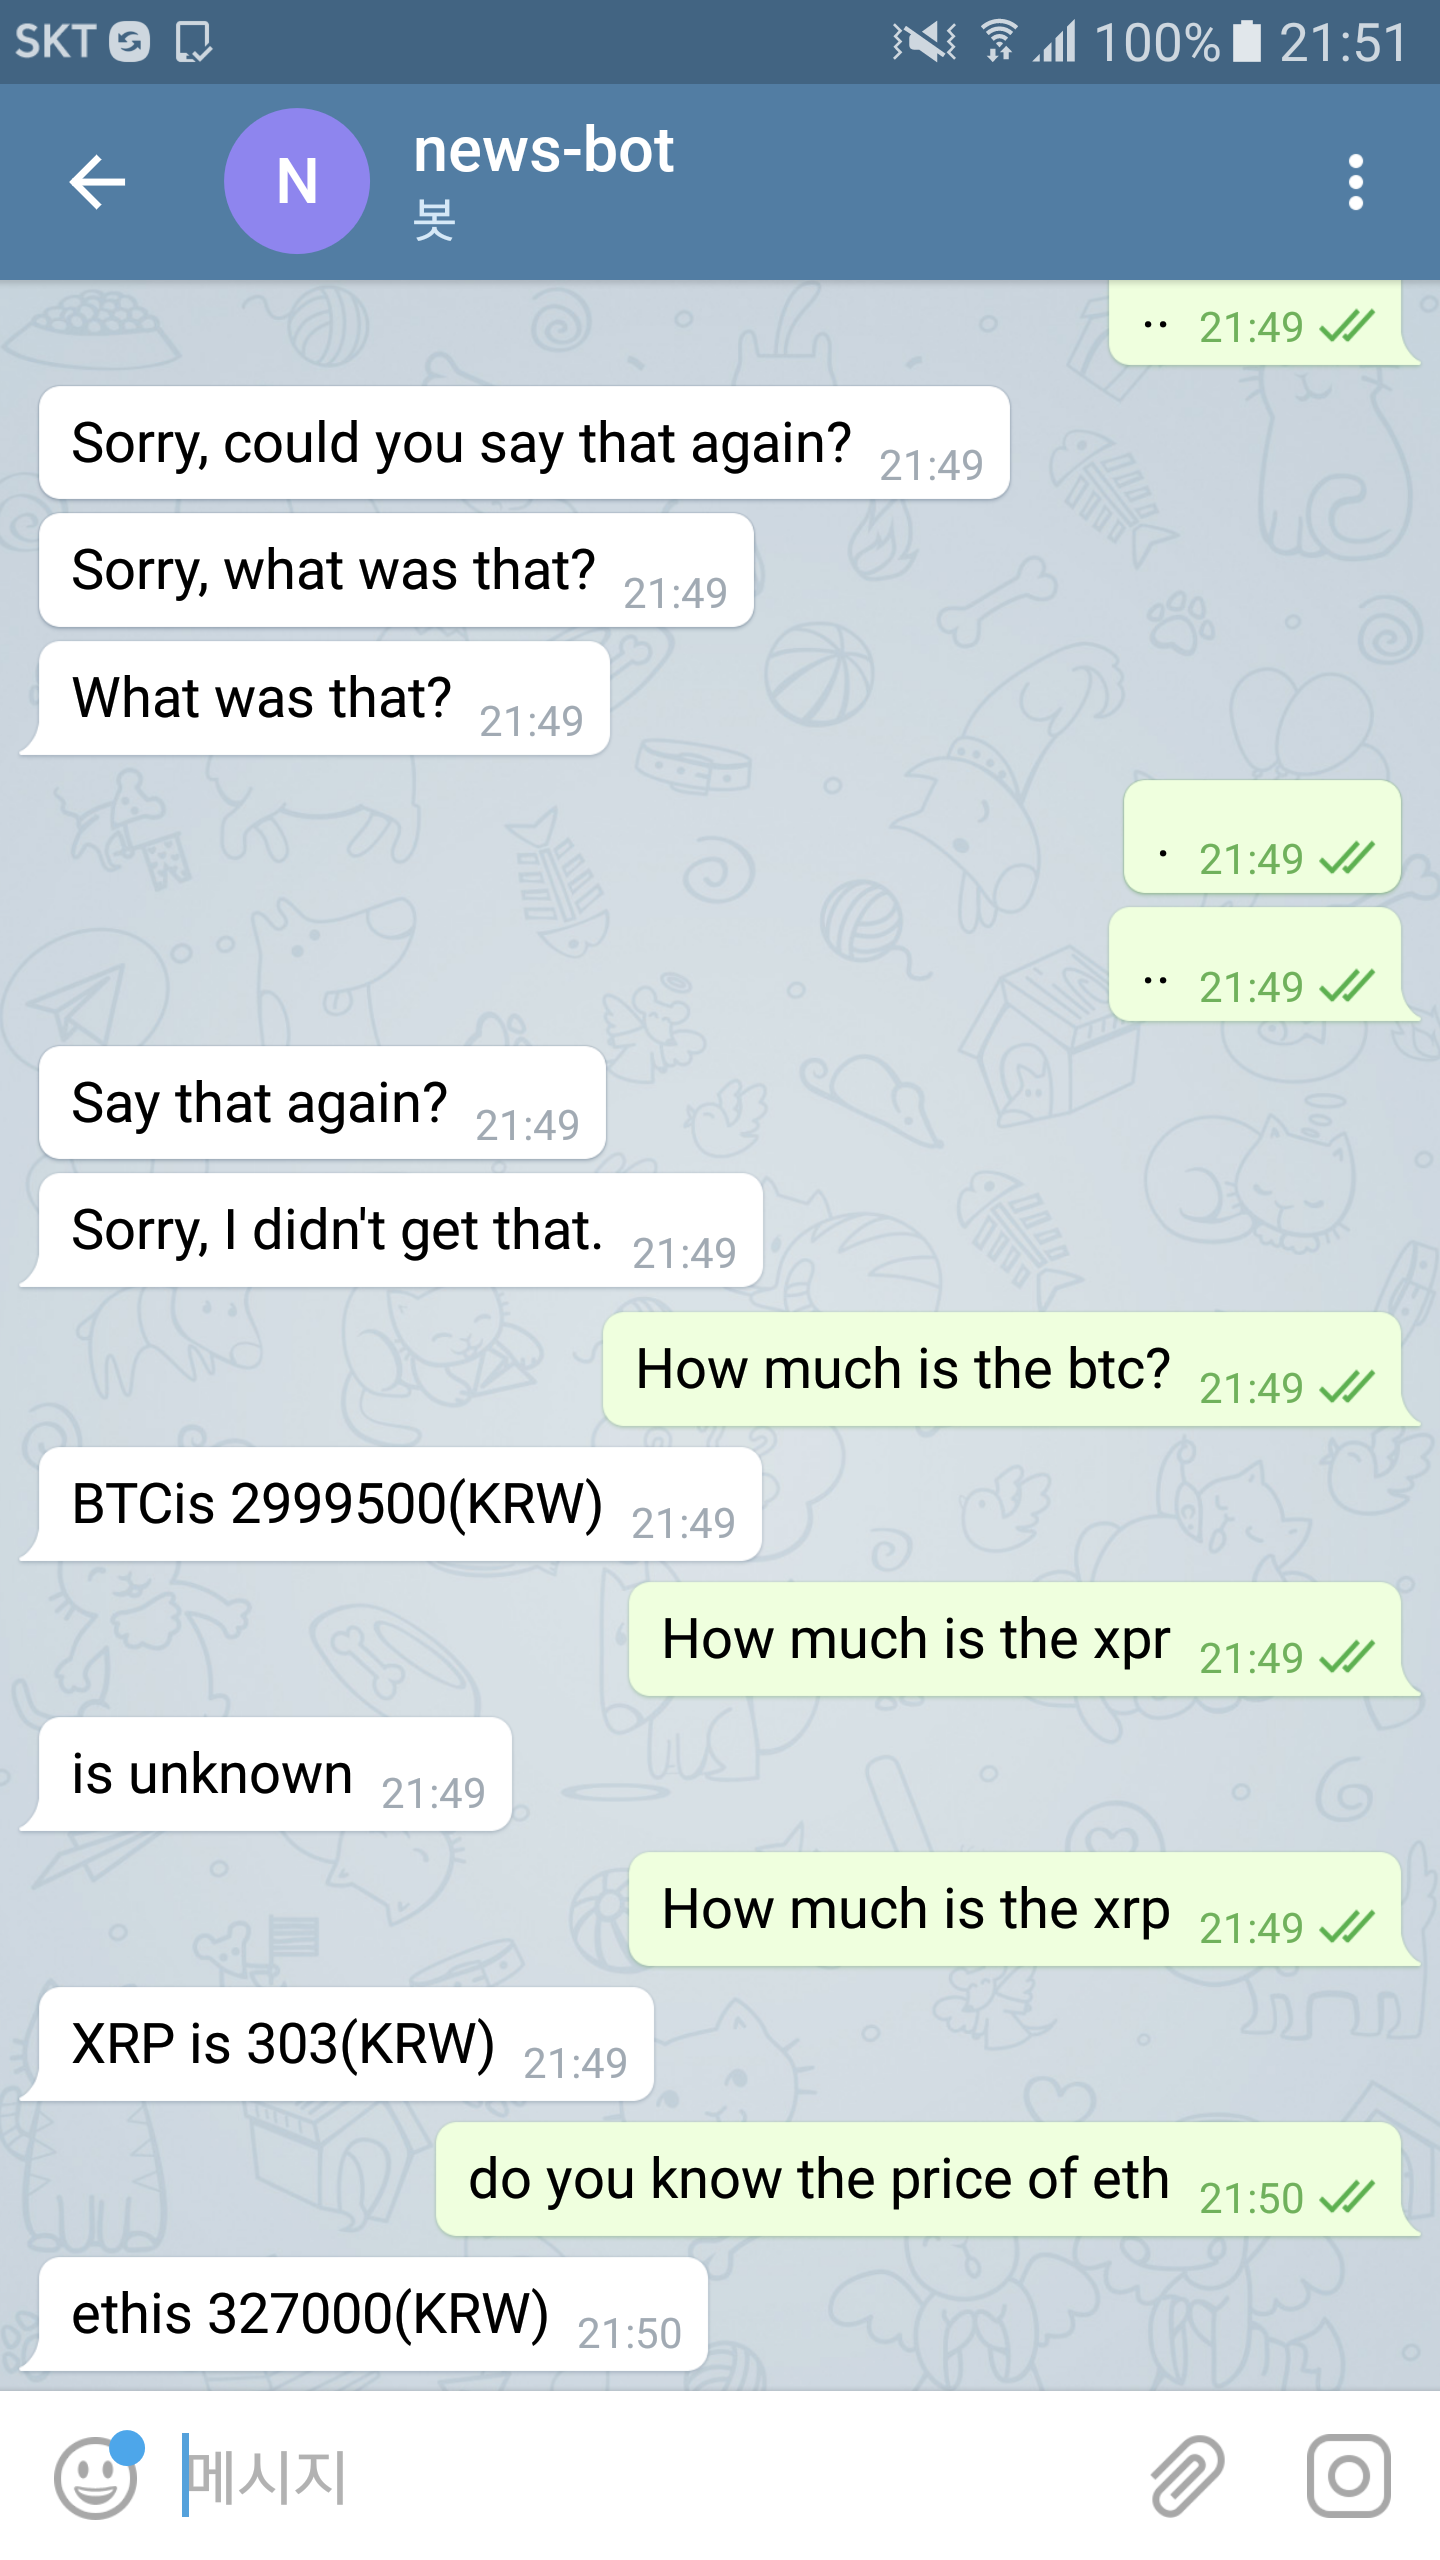 SKT 100% 21:51
N
news-bot
봇
.. 21:49
Sorry, could you say that again? 21:49
Sorry, what was that? 21:49
What was that? 21:49
. 21:49
.. 21:49
Say that again? 21:49
Sorry, I didn't get that. 21:49
How much is the btc? 21:49
BTCis 2999500(KRW) 21:49
How much is the xpr 21:49
is unknown 21:49
How much is the xrp 21:49
XRP is 303(KRW) 21:49
do you know the price of eth 21:50
ethis 327000(KRW) 21:50
메시지